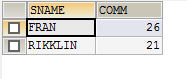 SNAME COMM
FRAN 26
RIKKLIN 21